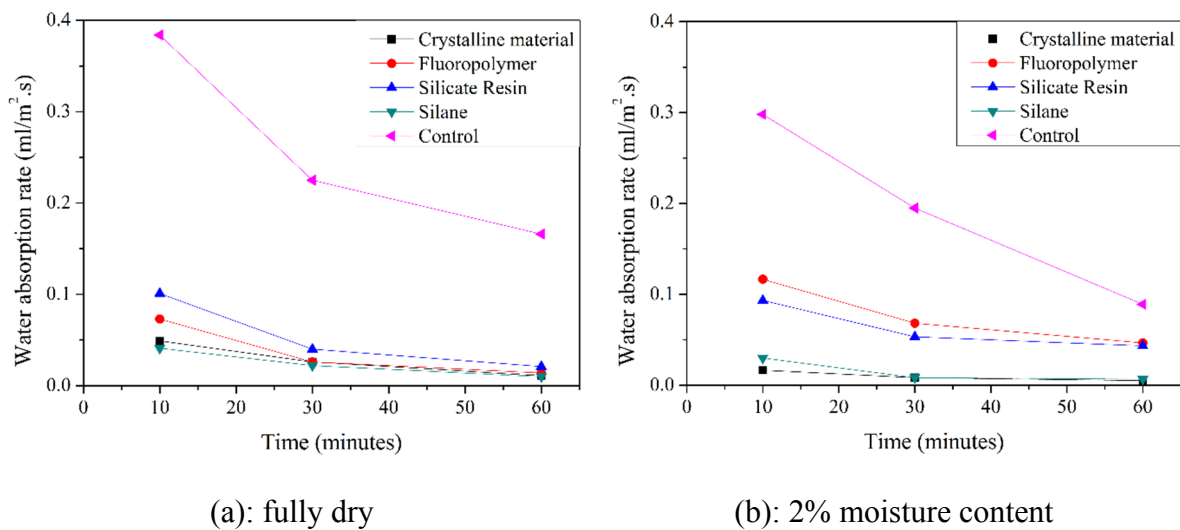 0.4
0.3
0.2
0.1
0.0
Water absorption rate (ml/m².s)
0 10 20 30 40 50 60
Time (minutes)
Crystalline material
Fluoropolymer
Silicate Resin
Silane
Control
(a): fully dry
0.4
0.3
0.2
0.1
0.0
Water absorption rate (ml/m².s)
0 10 20 30 40 50 60
Time (minutes)
Crystalline material
Fluoropolymer
Silicate Resin
Silane
Control
(b): 2% moisture content